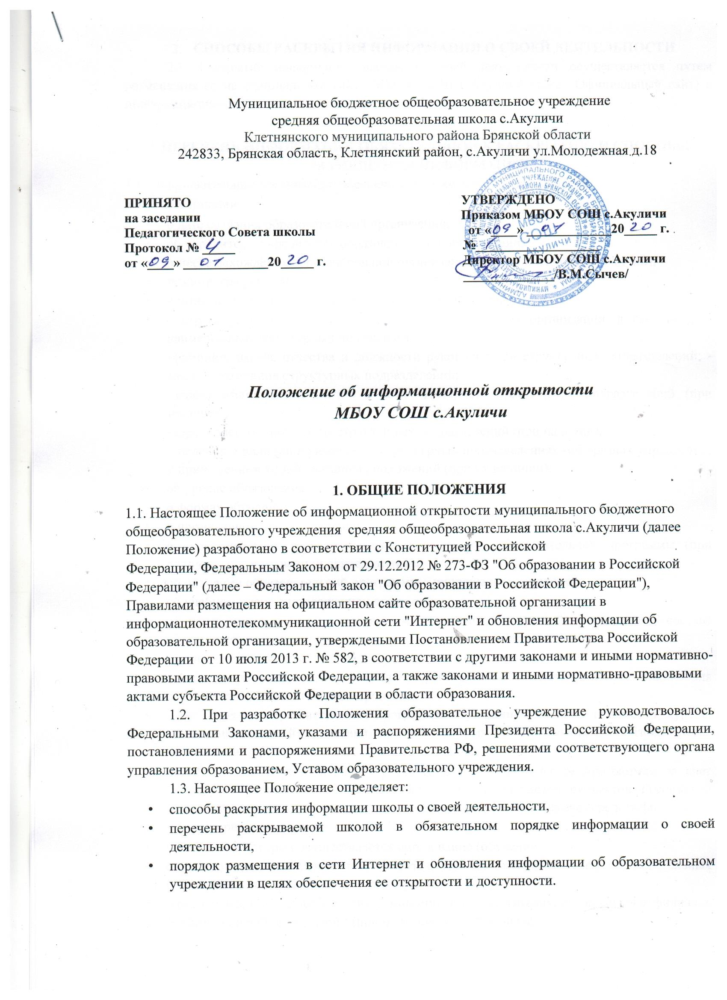 Муниципальное бюджетное общеобразовательное учреждение
средняя общеобразовательная школа с.Акуличи
Клетнянского муниципального района Брянской области
242833, Брянская область, Клетнянский район, с.Акуличи ул.Молодежная д.18
ПРИНЯТО
на заседании
Педагогического Совета школы
Протокол № 4
от «09» 01 2020 г.
УТВЕРЖДЕНО
Приказом МБОУ СОШ с.Акуличи
от «09» 01 2020 г.
№ 1
Директор МБОУ СОШ с.Акуличи
/В.М.Сычев/
МБОУ
СОШ
с Акуличи
Положение об информационной открытости
МБОУ СОШ с.Акуличи
1. ОБЩИЕ ПОЛОЖЕНИЯ
1.1. Настоящее Положение об информационной открытости муниципального бюджетного
общеобразовательного учреждения средняя общеобразовательная школа с.Акуличи (далее
Положение) разработано в соответствии с Конституцией Российской
Федерации, Федеральным Законом от 29.12.2012 № 273-ФЗ "Об образовании в Российской
Федерации" (далее – Федеральный закон "Об образовании в Российской Федерации"),
Правилами размещения на официальном сайте образовательной организации в
информационнотелекоммуникационной сети "Интернет" и обновления информации об
образовательной организации, утверждеными Постановлением Правительства Российской
Федерации от 10 июля 2013 г. № 582, в соответствии с другими законами и иными нормативно-
правовыми актами Российской Федерации, а также законами и иными нормативно-правовыми
актами субъекта Российской Федерации в области образования.
1.2. При разработке Положения образовательное учреждение руководствовалось
Федеральными Законами, указами и распоряжениями Президента Российской Федерации,
постановлениями и распоряжениями Правительства РФ, решениями соответствующего органа
управления образованием, Уставом образовательного учреждения.
1.3. Настоящее Положение определяет:
• способы раскрытия информации школы о своей деятельности,
• перечень раскрываемой школой в обязательном порядке информации о своей
деятельности,
• порядок размещения в сети Интернет и обновления информации об образовательном
учреждении в целях обеспечения ее открытости и доступности.